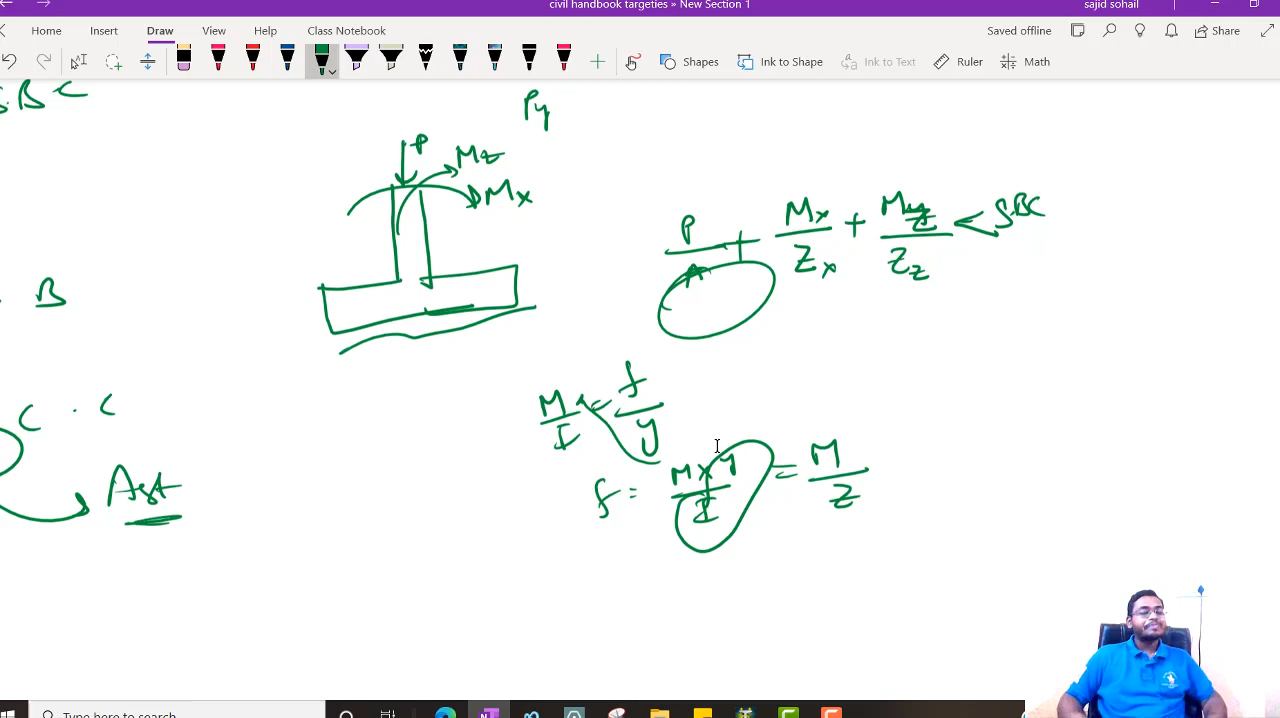 civil handbook targeties » New Section 1
sajid sohail
Home Insert Draw View Help Class Notebook
Saved offline
Share
Shapes
Ink to Shape
Ink to Text
Ruler
Math
SBC
Py
P
Mz
Mx
P/A + Mx/Zx + Mz/Zz < SBC
B
M/I = f/y
C . C
f = M x y/I = M/Z
Ast
Type here to search